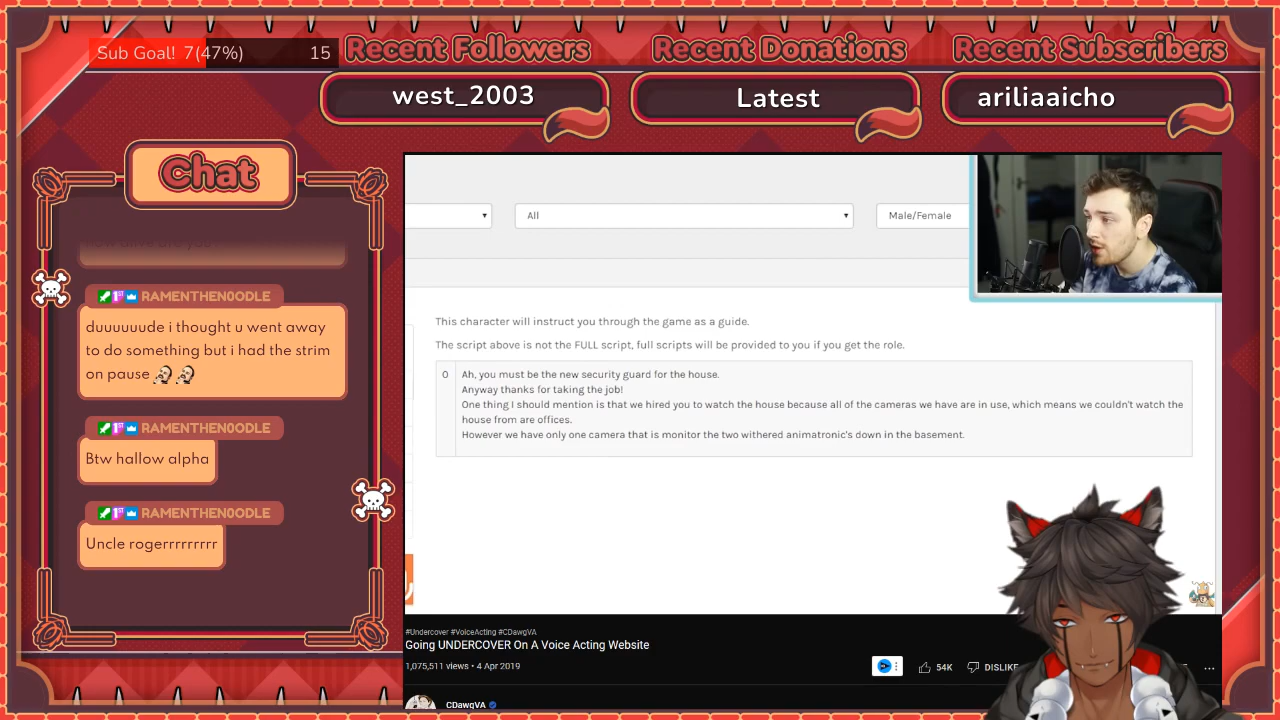 Sub Goal! 7(47%) 15
Recent Followers
Recent Donations
Recent Subscribers
west_2003
Latest
ariliaaicho
Chat
RAMENTHEN0ODLE
duuuuuude i thought u went away
to do something but i had the strim
on pause
RAMENTHEN0ODLE
Btw hallow alpha
RAMENTHEN0ODLE
Uncle rogerrrrrrrrr
All
Male/Female
This character will instruct you through the game as a guide.
The script above is not the FULL script, full scripts will be provided to you if you get the role.
0
Ah, you must be the new security guard for the house.
Anyway thanks for taking the job!
One thing I should mention is that we hired you to watch the house because all of the cameras we have are in use, which means we couldn't watch the
house from are offices.
However we have only one camera that is monitor the two withered animatronic's down in the basement.
#Undercover #VoiceActing #CDawgVA
Going UNDERCOVER On A Voice Acting Website
1,075,511 views • 4 Apr 2019
54K
DISLIKE
CDawgVA